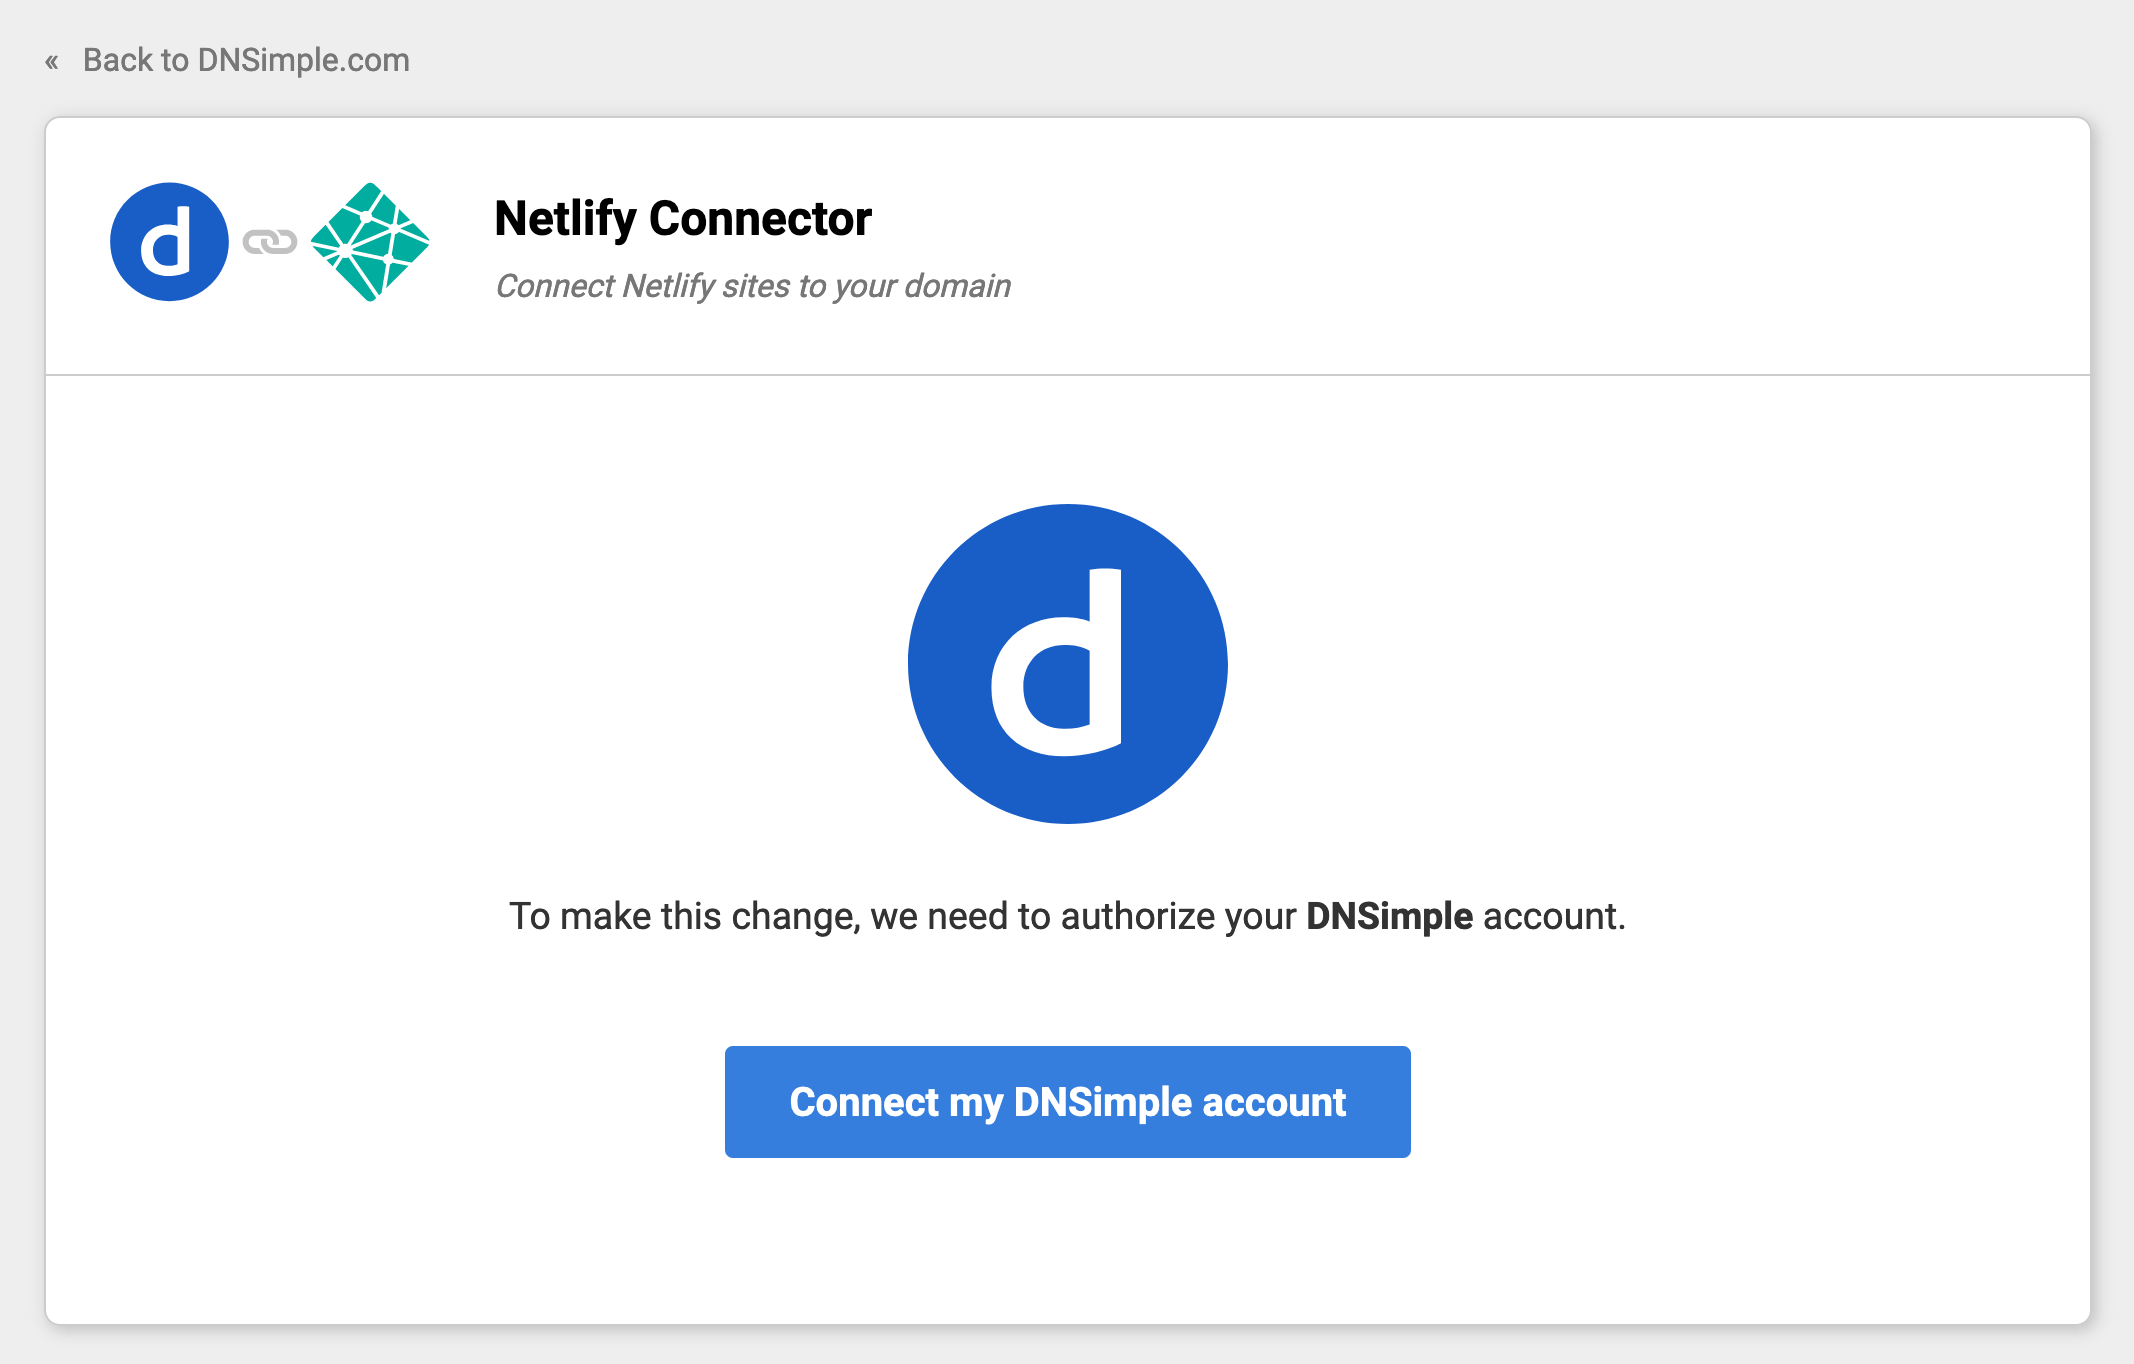 « Back to DNSimple.com
d
Netlify Connector
Connect Netlify sites to your domain
d
To make this change, we need to authorize your DNSimple account.
Connect my DNSimple account